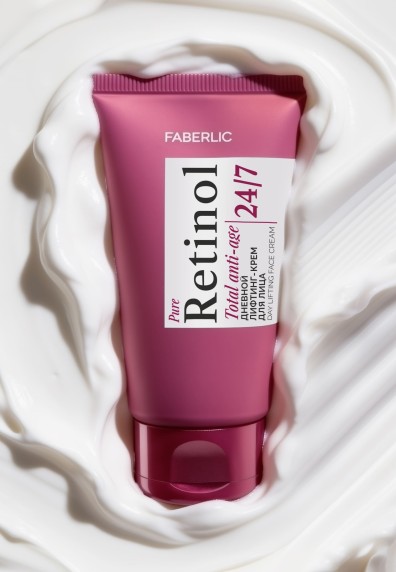 FABERLIC
Pure
Retinol
Total anti-age
24/7
ДНЕВНОЙ
ЛИФТИНГ-КРЕМ
ДЛЯ ЛИЦА
DAY LIFTING FACE CREAM